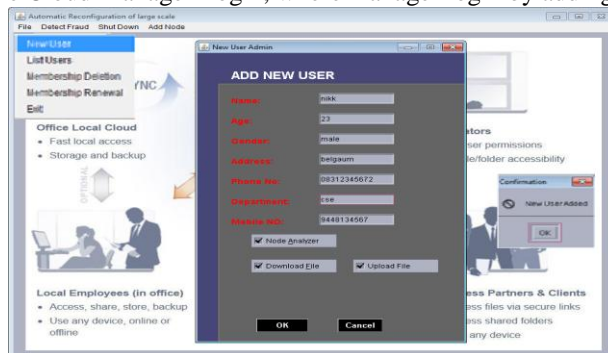 Automatic Reconfiguration of large scale
File Detect Fraud Shut Down Add Node
New User
List Users
Membership Deletion
Membership Renewal
Exit
YNC
OPTIONAL
Office Local Cloud
• Fast local access
• Storage and backup
Local Employees (in office)
• Access, share, store, backup
• Use any device, online or
offline
New User Admin
ADD NEW USER
Name: nikk
Age: 23
Gender: male
Address: belgaum
Phone No: 08312345672
Department: cse
Mobile NO: 9448134567
Node Analyzer
Download File Upload File
OK Cancel
ators
ser permissions
le/folder accessibility
Confirmation
New User Added
OK
ess Partners & Clients
ess files via secure links
ess shared folders
any device